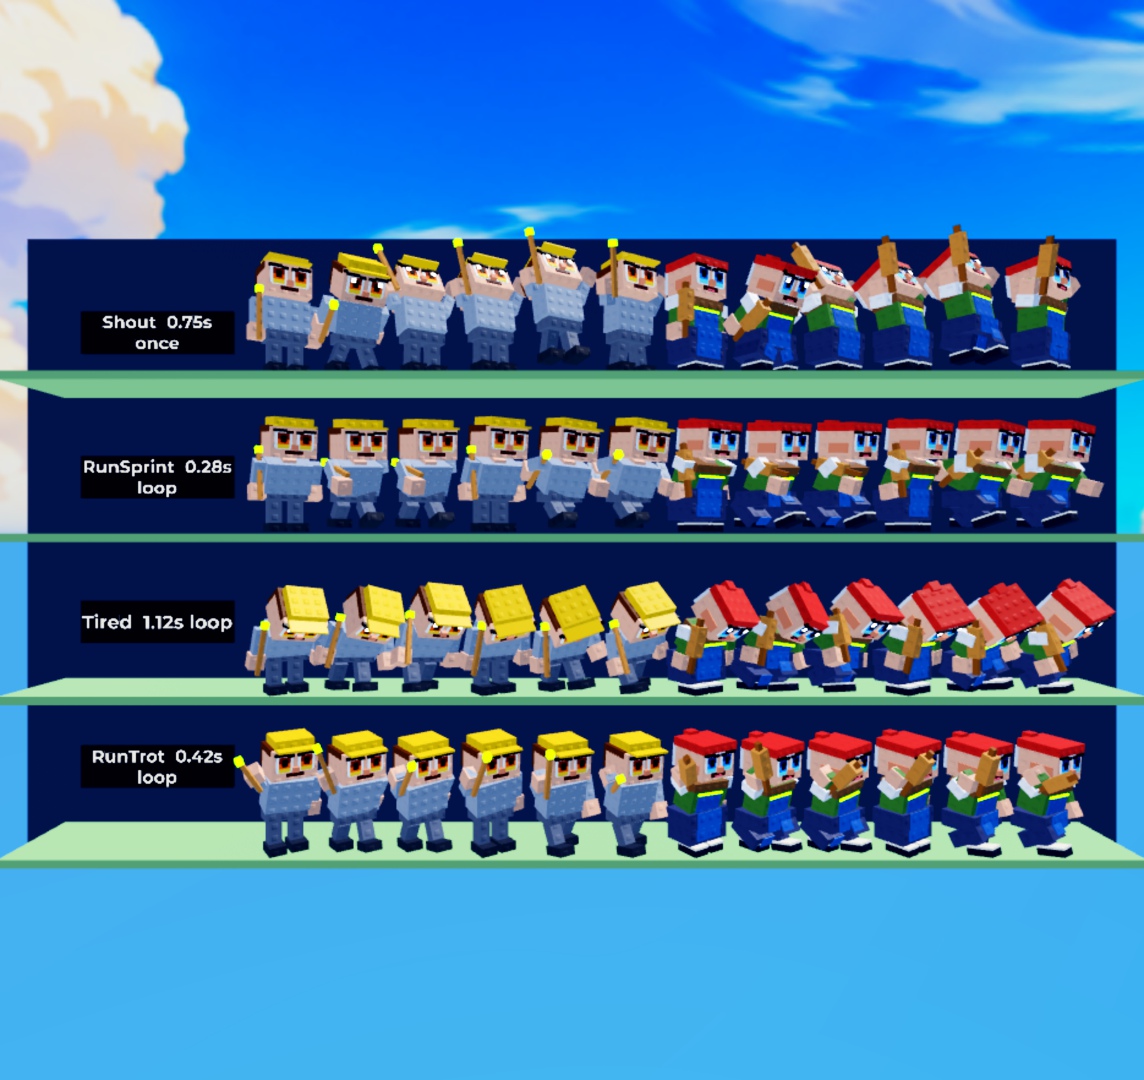 Shout 0.75s
once
RunSprint 0.28s
loop
Tired 1.12s loop
RunTrot 0.42s
loop